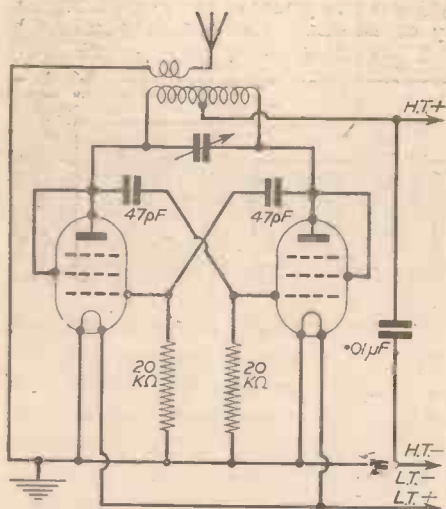 H.T.+
47pF
47pF
20
KΩ
20
KΩ
·01µF
H.T.-
L.T.-
L.T.+